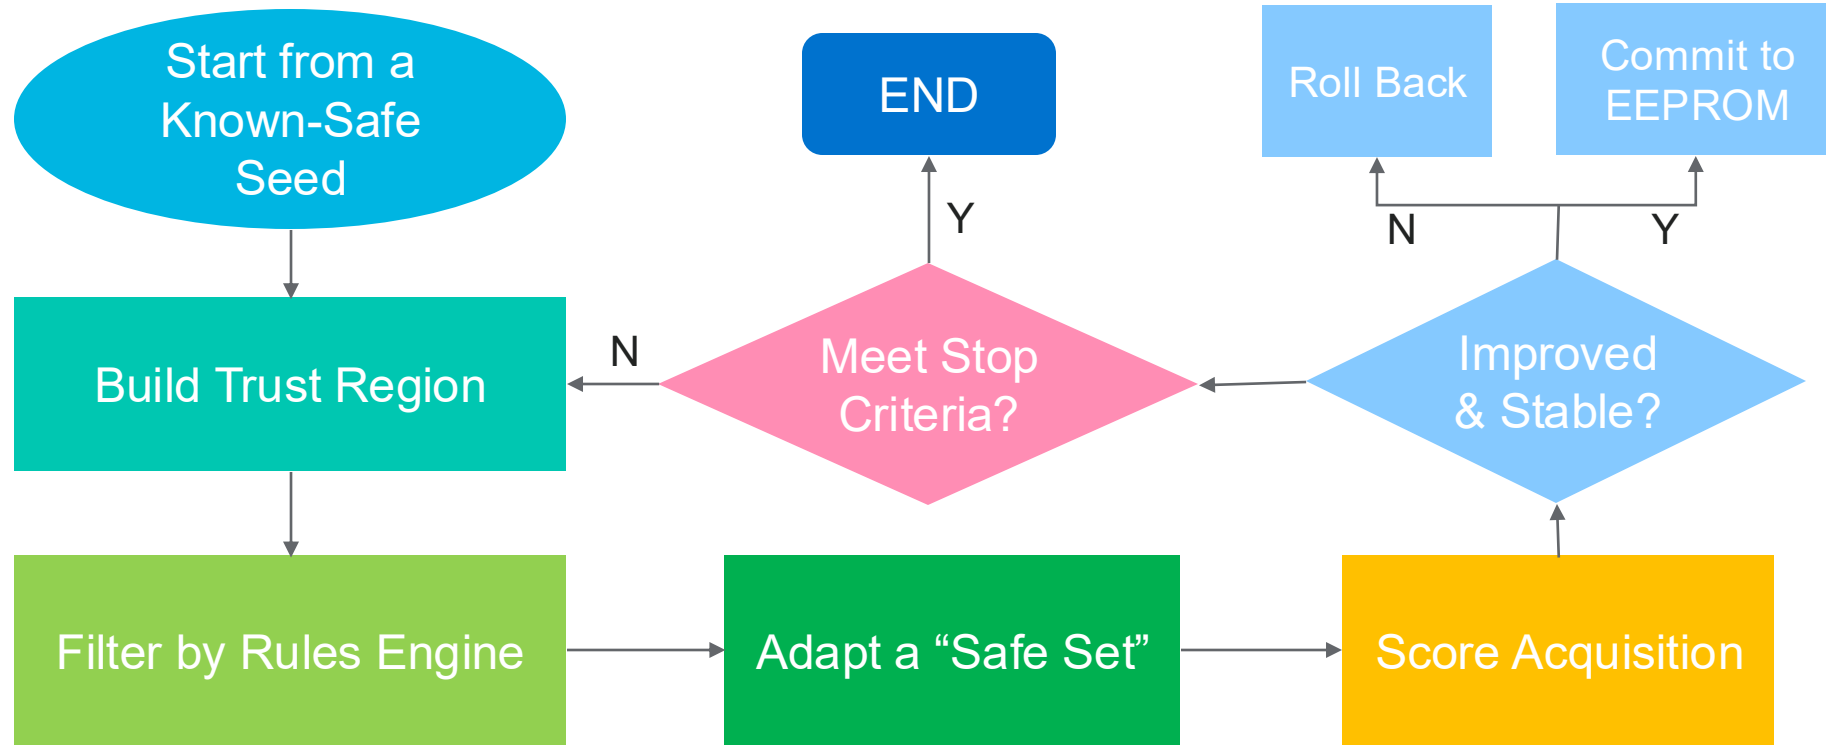 Start from a
Known-Safe
Seed
END
Roll Back
Commit to
EEPROM
Y
N
Y
N
Build Trust Region
Meet Stop
Criteria?
Improved
& Stable?
Filter by Rules Engine
Adapt a “Safe Set”
Score Acquisition